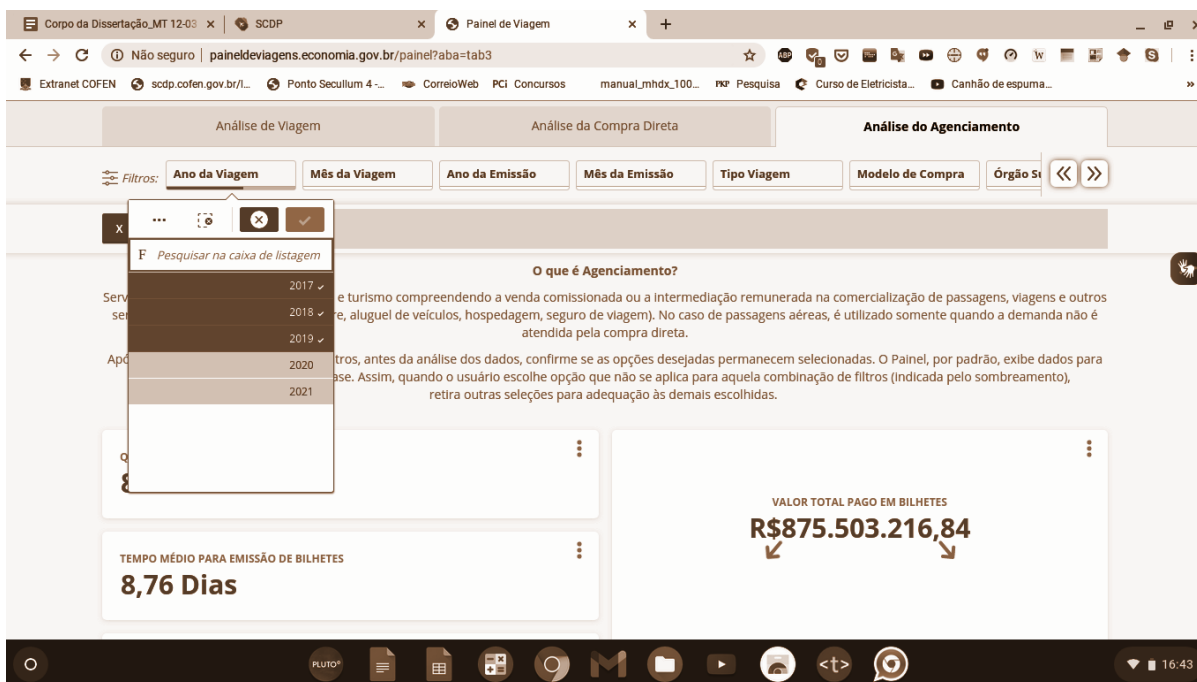 Corpo da Dissertação_MT 12-03
SCDP
Painel de Viagem
Não seguro | paineldeviagens.economia.gov.br/painel?aba=tab3
Extranet COFEN
scdp.cofen.gov.br/l...
Ponto Secullum 4 -...
CorreioWeb
PCi Concursos
manual_mhdx_100...
PKP Pesquisa
Curso de Eletricista...
Canhão de espuma...
Análise de Viagem
Análise da Compra Direta
Análise do Agenciamento
Filtros:
Ano da Viagem
Mês da Viagem
Ano da Emissão
Mês da Emissão
Tipo Viagem
Modelo de Compra
Órgão Su
X
F Pesquisar na caixa de listagem
2017
2018
2019
2020
2021
O que é Agenciamento?
Serv e turismo compreendendo a venda comissionada ou a intermediação remunerada na comercialização de passagens, viagens e outros
ser re, aluguel de veículos, hospedagem, seguro de viagem). No caso de passagens aéreas, é utilizado somente quando a demanda não é
atendida pela compra direta.
Apó tros, antes da análise dos dados, confirme se as opções desejadas permanecem selecionadas. O Painel, por padrão, exibe dados para
ase. Assim, quando o usuário escolhe opção que não se aplica para aquela combinação de filtros (indicada pelo sombreamento),
retira outras seleções para adequação às demais escolhidas.
VALOR TOTAL PAGO EM BILHETES
R$875.503.216,84
TEMPO MÉDIO PARA EMISSÃO DE BILHETES
8,76 Dias
PLUTO
<t>
16:43